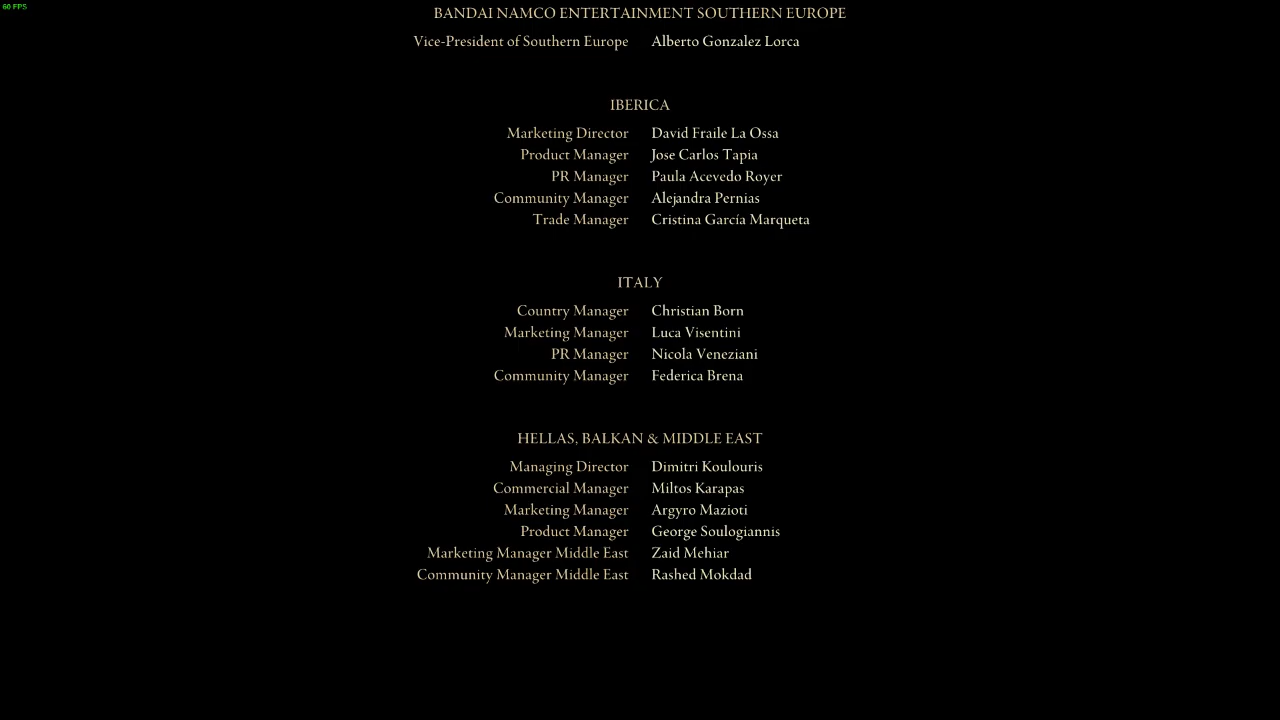 60 FPS
BANDAI NAMCO ENTERTAINMENT SOUTHERN EUROPE
Vice-President of Southern Europe Alberto Gonzalez Lorca
IBERICA
Marketing Director David Fraile La Ossa
Product Manager Jose Carlos Tapia
PR Manager Paula Acevedo Royer
Community Manager Alejandra Pernias
Trade Manager Cristina García Marqueta
ITALY
Country Manager Christian Born
Marketing Manager Luca Visentini
PR Manager Nicola Veneziani
Community Manager Federica Brena
HELLAS, BALKAN & MIDDLE EAST
Managing Director Dimitri Koulouris
Commercial Manager Miltos Karapas
Marketing Manager Argyro Mazioti
Product Manager George Soulogiannis
Marketing Manager Middle East Zaid Mehiar
Community Manager Middle East Rashed Mokdad